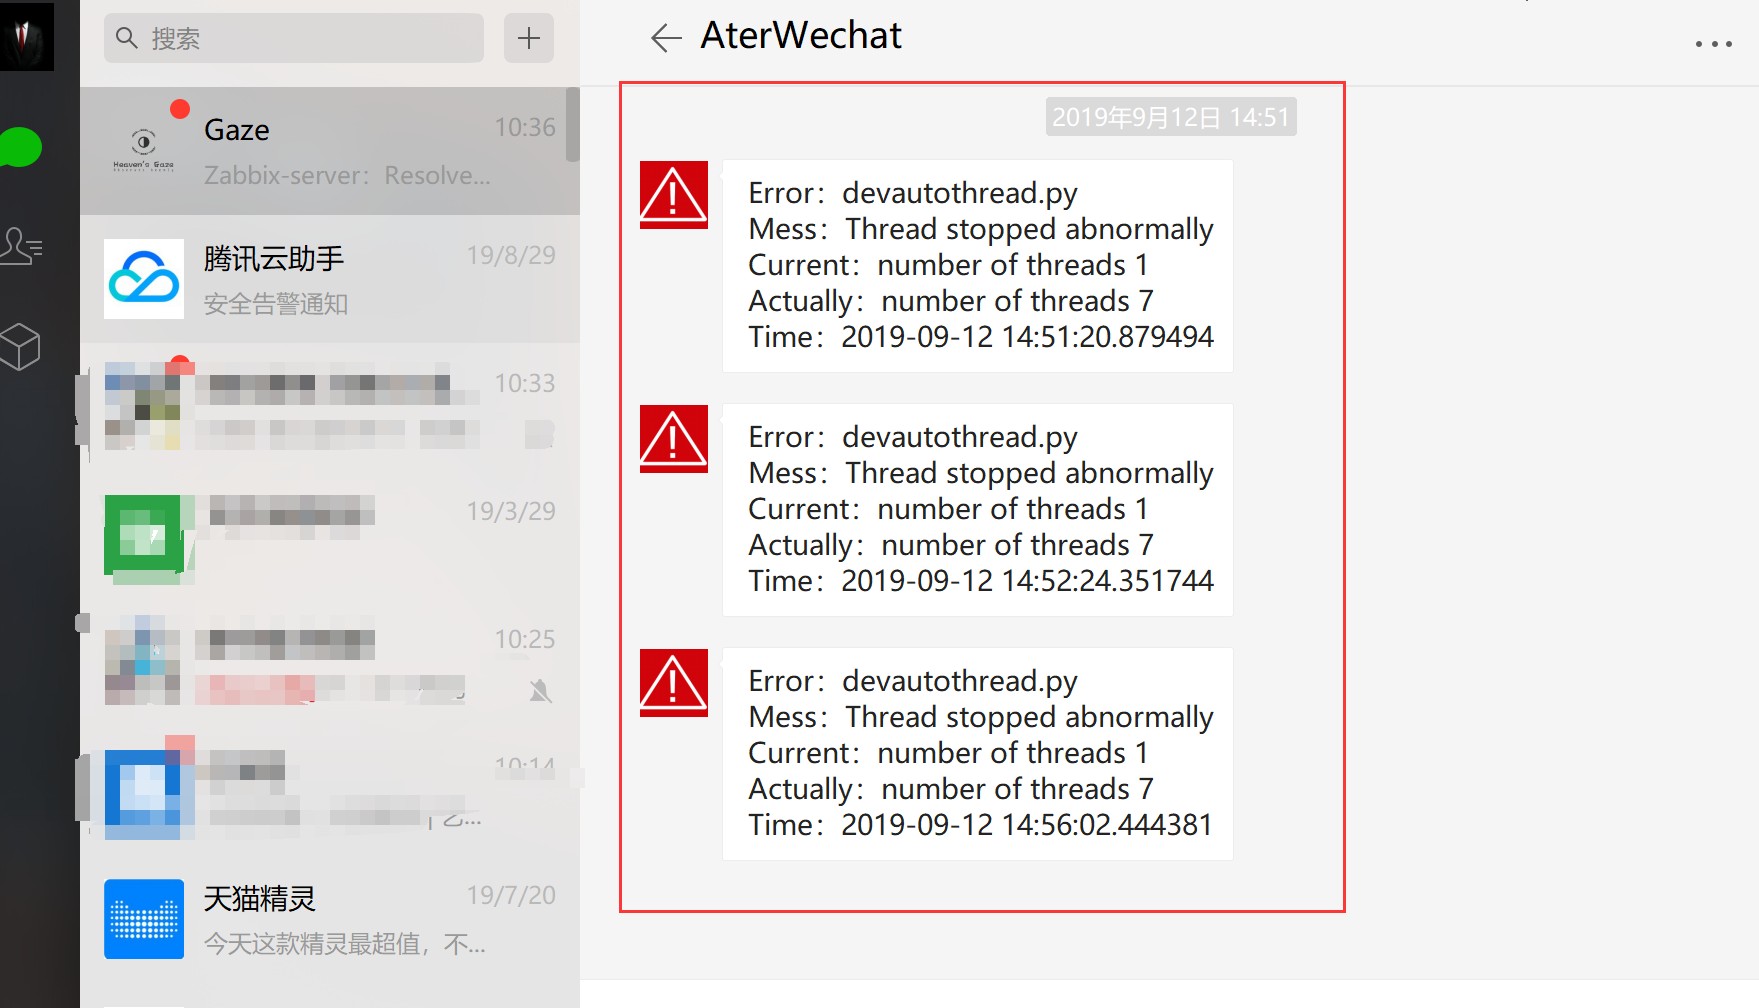 搜索
Gaze
10:36
Zabbix-server：Resolve...
Heaven's Gaze
腾讯云助手
19/8/29
安全告警通知
10:33
19/3/29
10:25
10:14
天猫精灵
19/7/20
今天这款精灵最超值，不...
AterWechat
2019年9月12日 14:51
Error：devautothread.py
Mess：Thread stopped abnormally
Current：number of threads 1
Actually：number of threads 7
Time：2019-09-12 14:51:20.879494
Error：devautothread.py
Mess：Thread stopped abnormally
Current：number of threads 1
Actually：number of threads 7
Time：2019-09-12 14:52:24.351744
Error：devautothread.py
Mess：Thread stopped abnormally
Current：number of threads 1
Actually：number of threads 7
Time：2019-09-12 14:56:02.444381